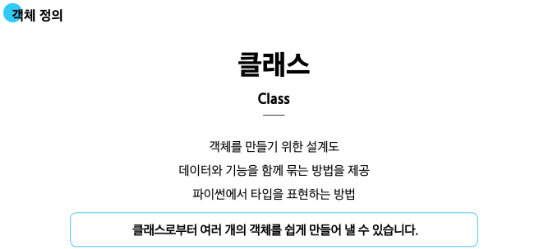 객체 정의
클래스
Class
객체를 만들기 위한 설계도
데이터와 기능을 함께 묶는 방법을 제공
파이썬에서 타입을 표현하는 방법
클래스로부터 여러 개의 객체를 쉽게 만들어 낼 수 있습니다.